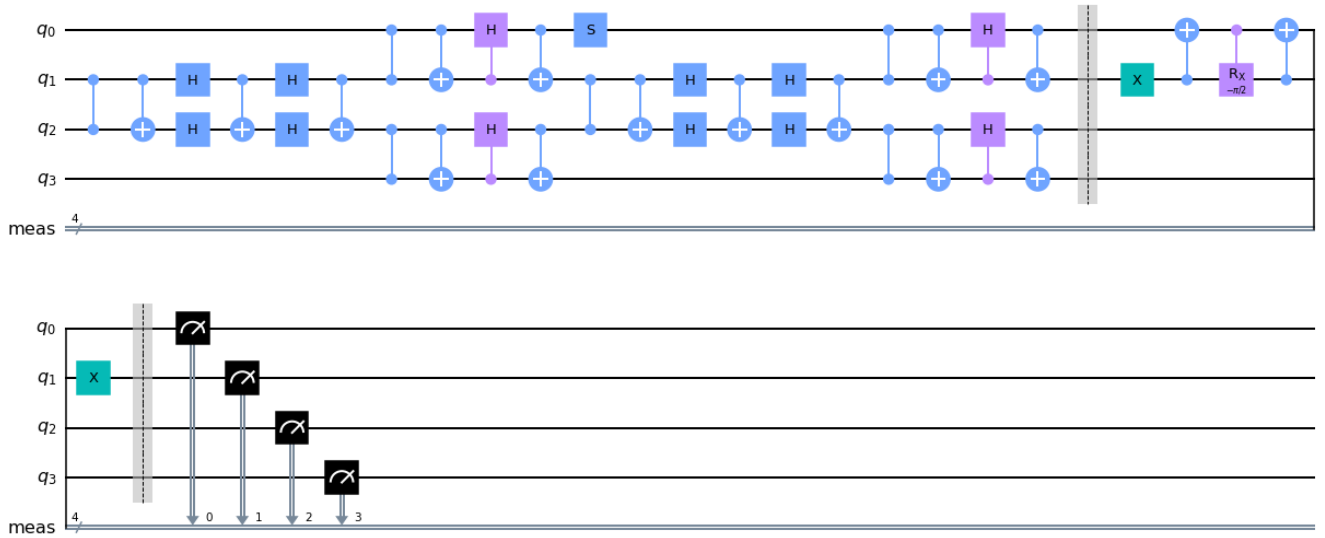 q0 H S H
q1 H H H H X RX −π/2
q2 H H H H H H
q3
meas 4
q0
q1 X
q2
q3
meas 4 0 1 2 3